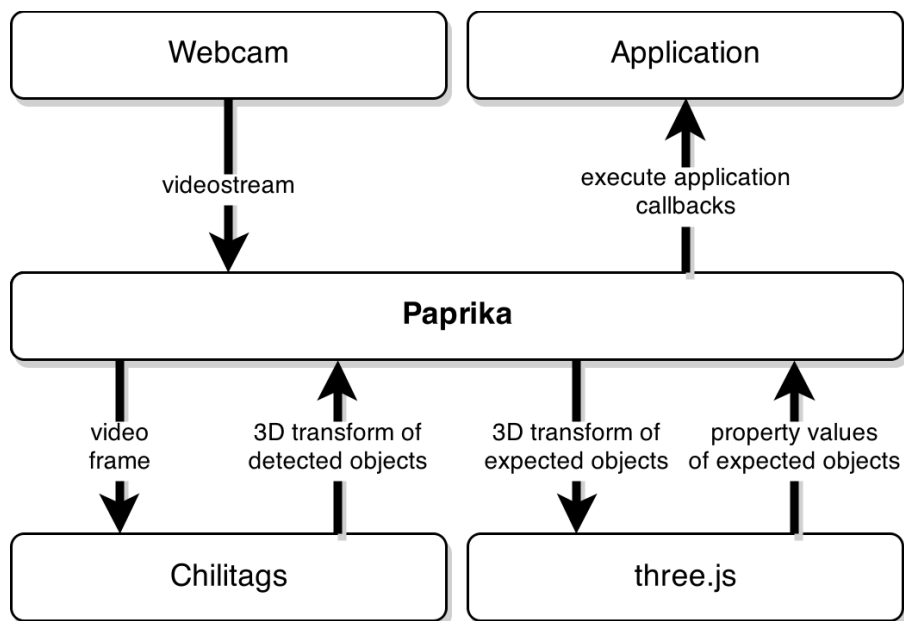 Webcam
Application
videostream
execute application
callbacks
Paprika
video
frame
3D transform of
detected objects
3D transform of
expected objects
property values
of expected objects
Chilitags
three.js